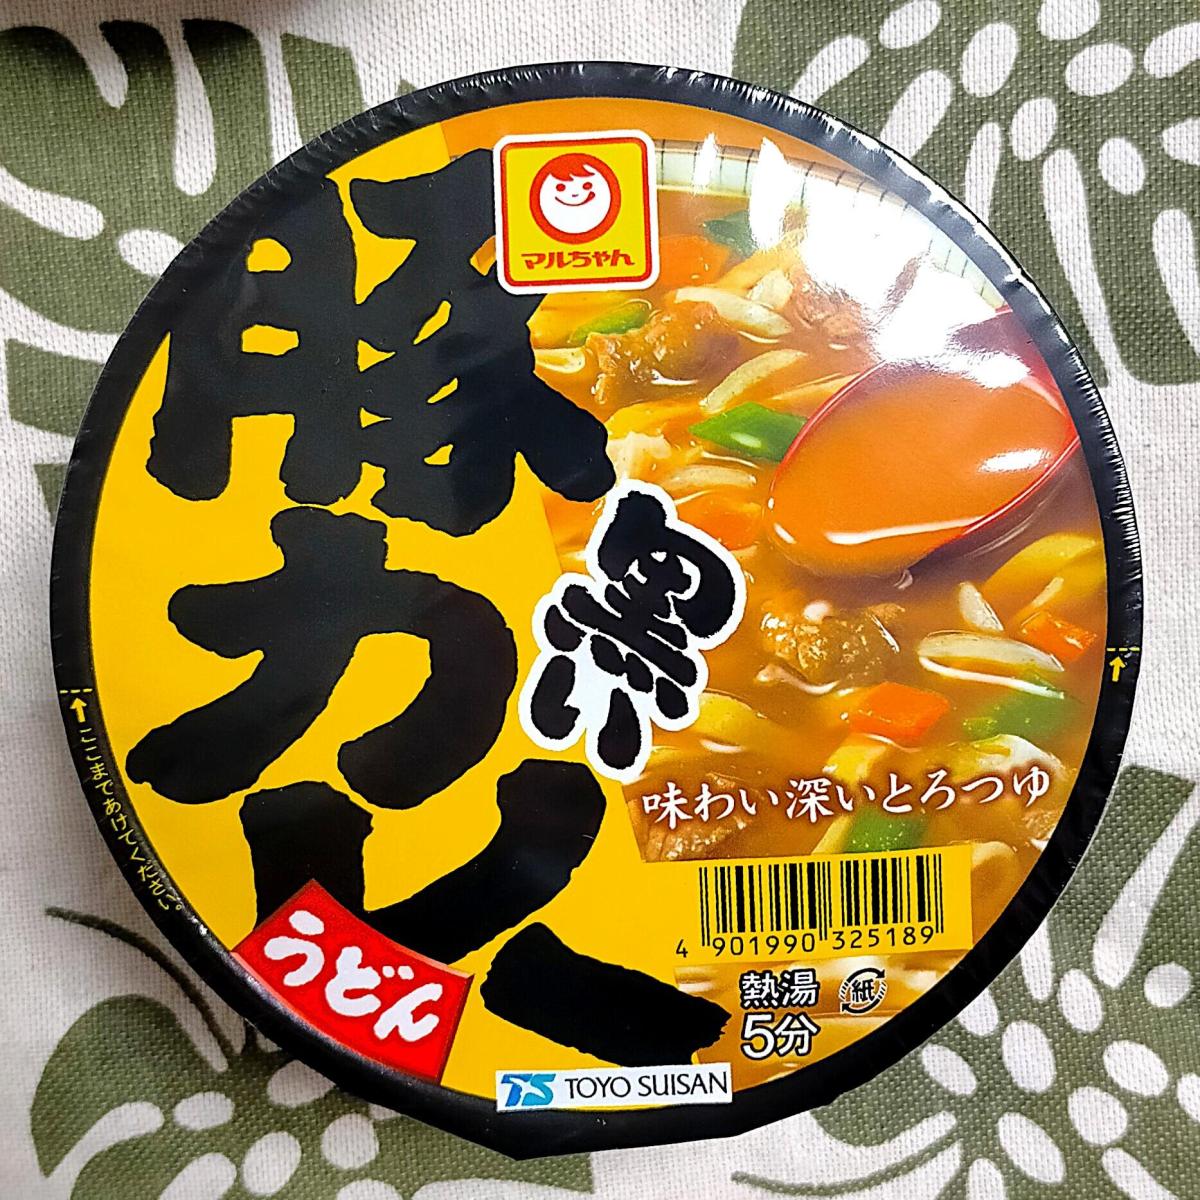 マルちゃん
黒い
豚カレー
うどん
味わい深いとろつゆ
ここまであけてください。
4 901990 325189
熱湯
5分
紙
TS TOYO SUISAN